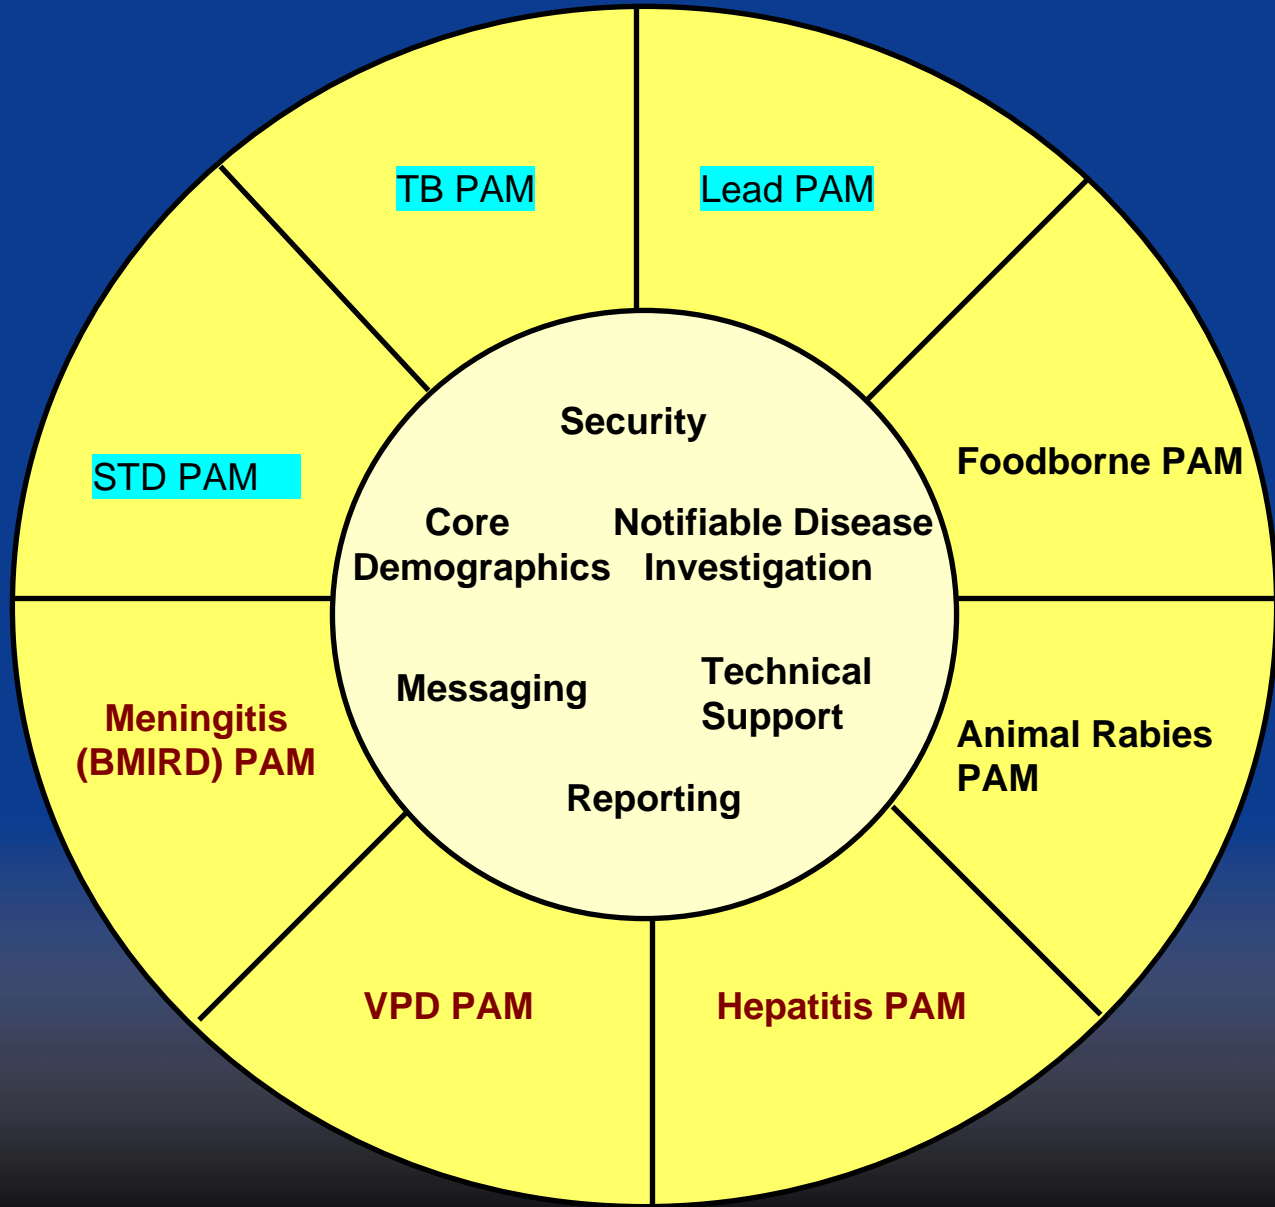 TB PAM
Lead PAM
STD PAM
Foodborne PAM
Security
Core
Demographics
Notifiable Disease
Investigation
Messaging
Technical
Support
Reporting
Meningitis
(BMIRD) PAM
Animal Rabies
PAM
VPD PAM
Hepatitis PAM